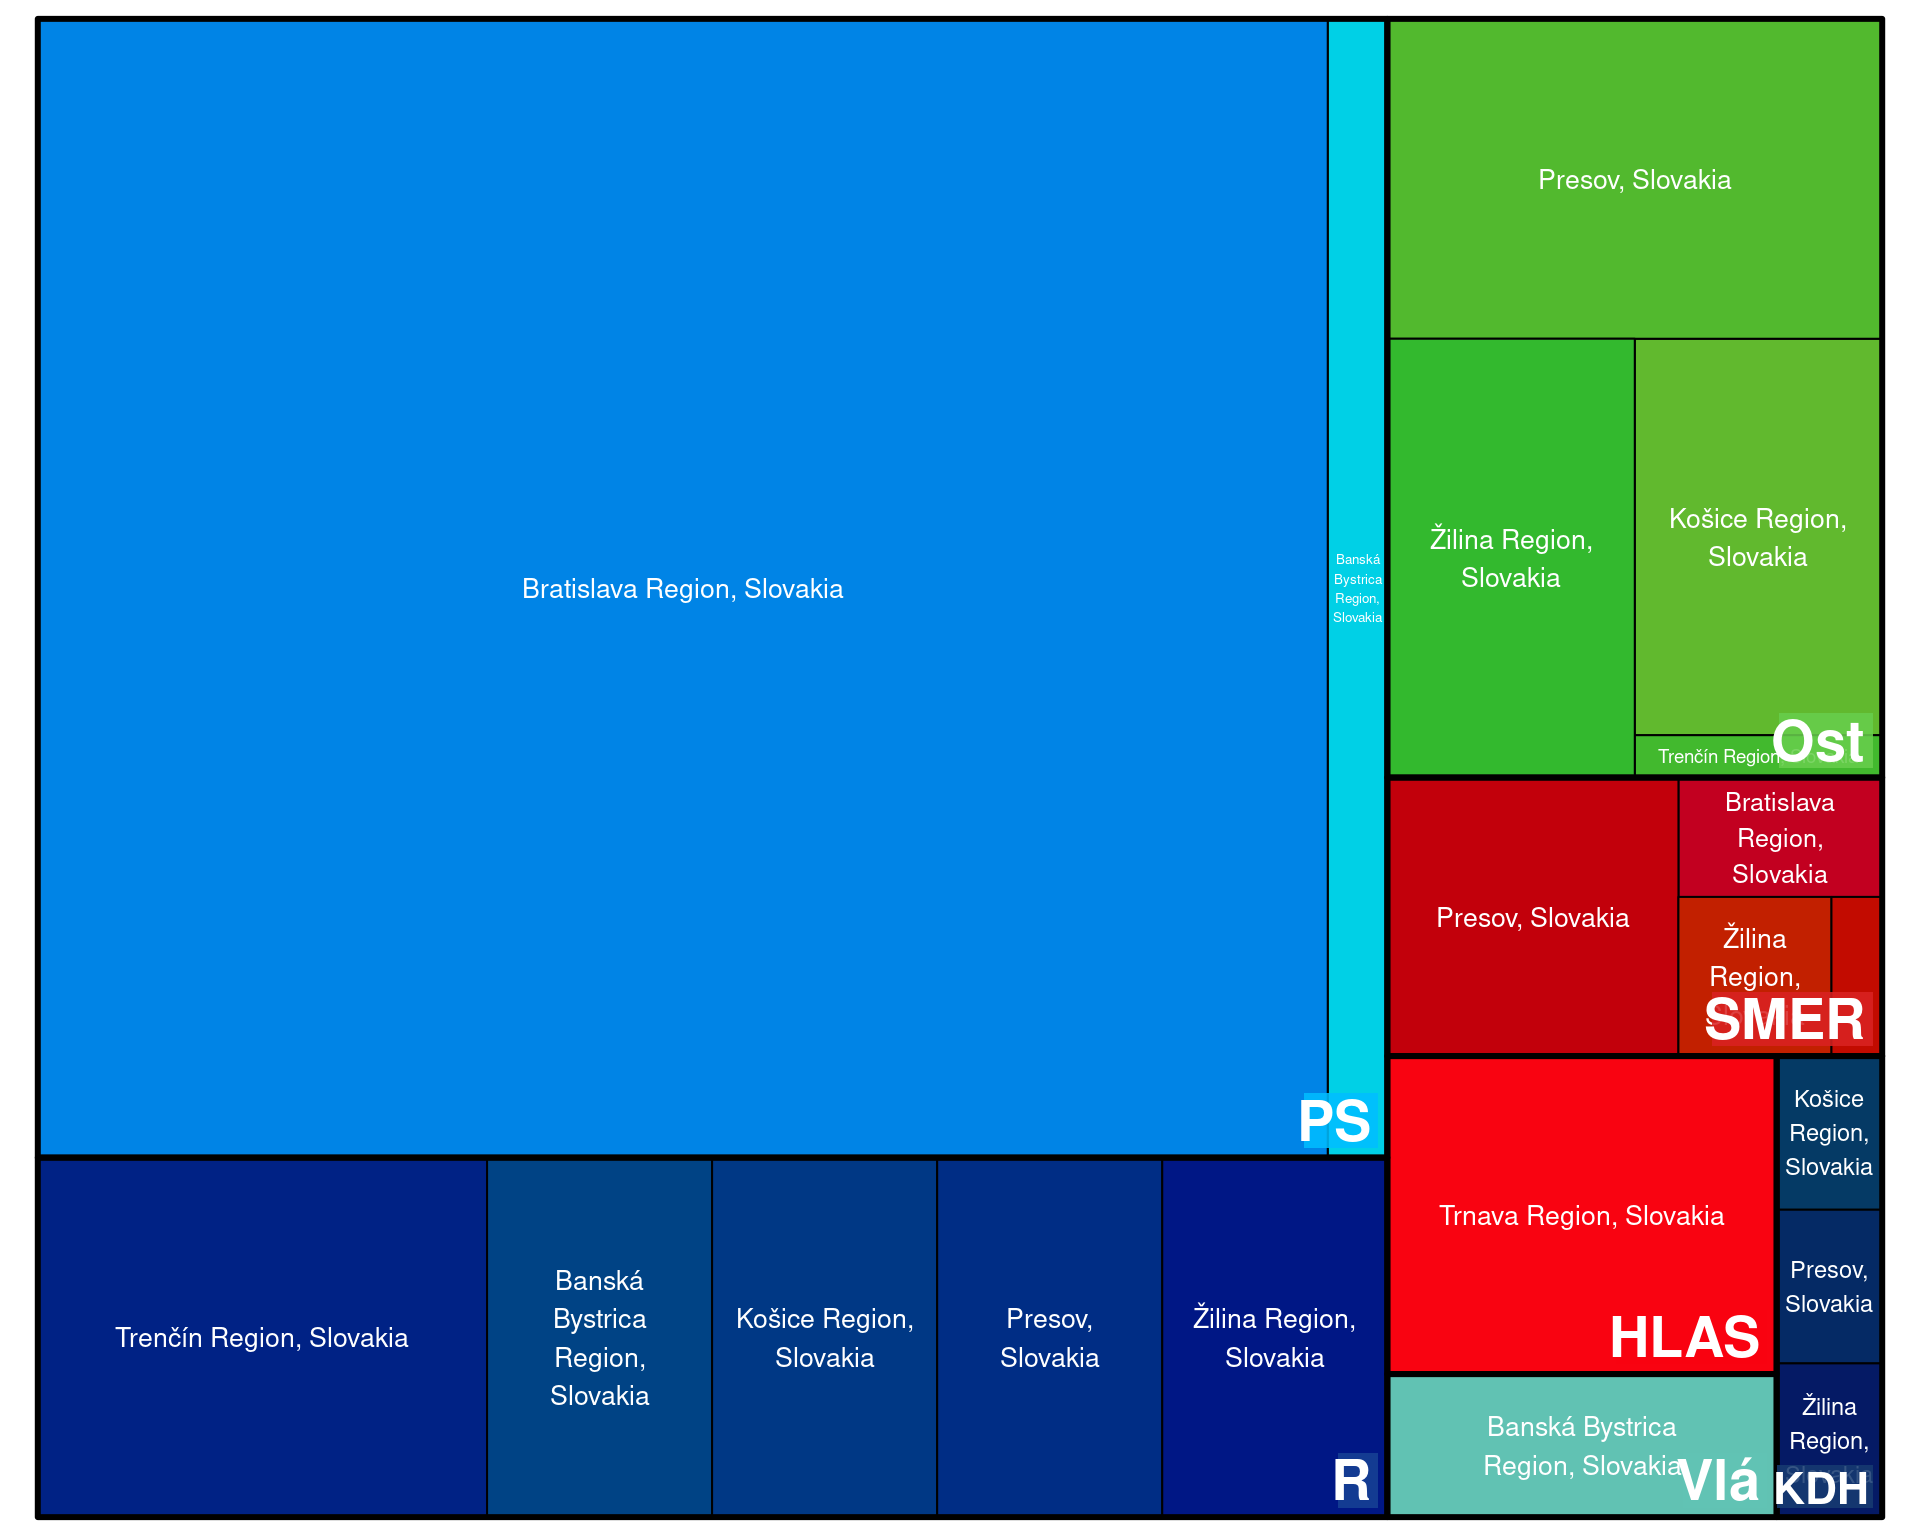 Bratislava Region, Slovakia
Banská
Bystrica
Region,
Slovakia
PS
Trenčín Region, Slovakia
Banská
Bystrica
Region,
Slovakia
Košice Region,
Slovakia
Presov,
Slovakia
Žilina Region,
Slovakia
R
Presov, Slovakia
Žilina Region,
Slovakia
Košice Region,
Slovakia
Trenčín Region
Ost
Presov, Slovakia
Bratislava
Region,
Slovakia
Žilina
Region,
SMER
Trnava Region, Slovakia
HLAS
Banská Bystrica
Region, Slovakia
Vlá
Košice
Region,
Slovakia
Presov,
Slovakia
Žilina
Region,
KDH